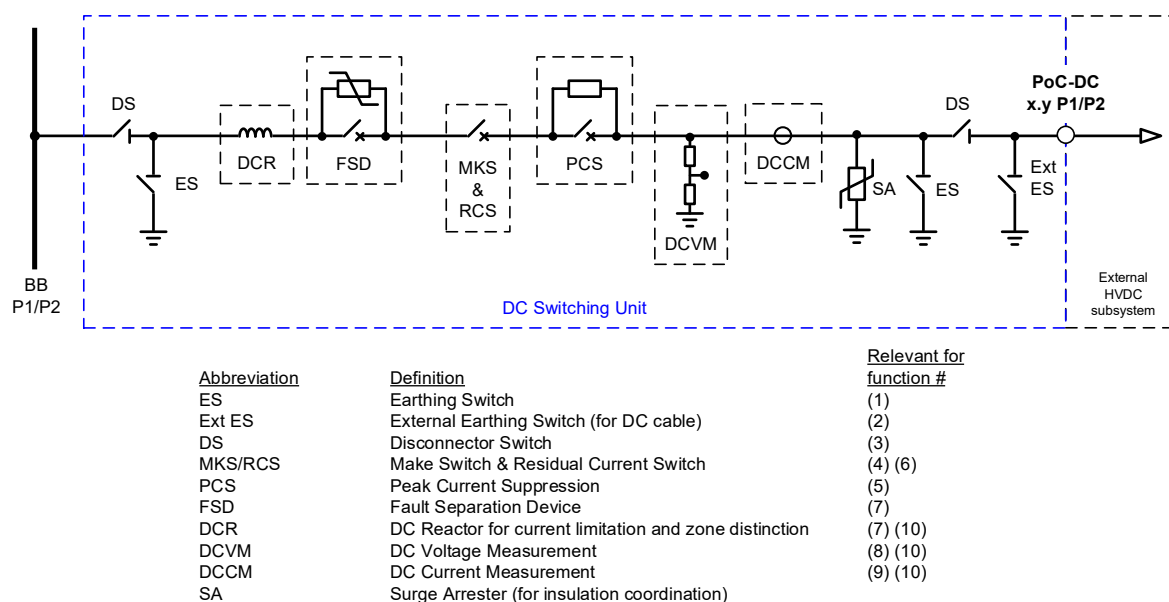 PoC-DC
x.y P1/P2
DS
DS
ES
DCR
FSD
MKS
&
RCS
PCS
DCVM
DCCM
SA
ES
Ext
ES
BB
P1/P2
DC Switching Unit
External
HVDC
subsystem
Abbreviation Definition Relevant for function #
ES Earthing Switch (1)
Ext ES External Earthing Switch (for DC cable) (2)
DS Disconnector Switch (3)
MKS/RCS Make Switch & Residual Current Switch (4) (6)
PCS Peak Current Suppression (5)
FSD Fault Separation Device (7)
DCR DC Reactor for current limitation and zone distinction (7) (10)
DCVM DC Voltage Measurement (8) (10)
DCCM DC Current Measurement (9) (10)
SA Surge Arrester (for insulation coordination)